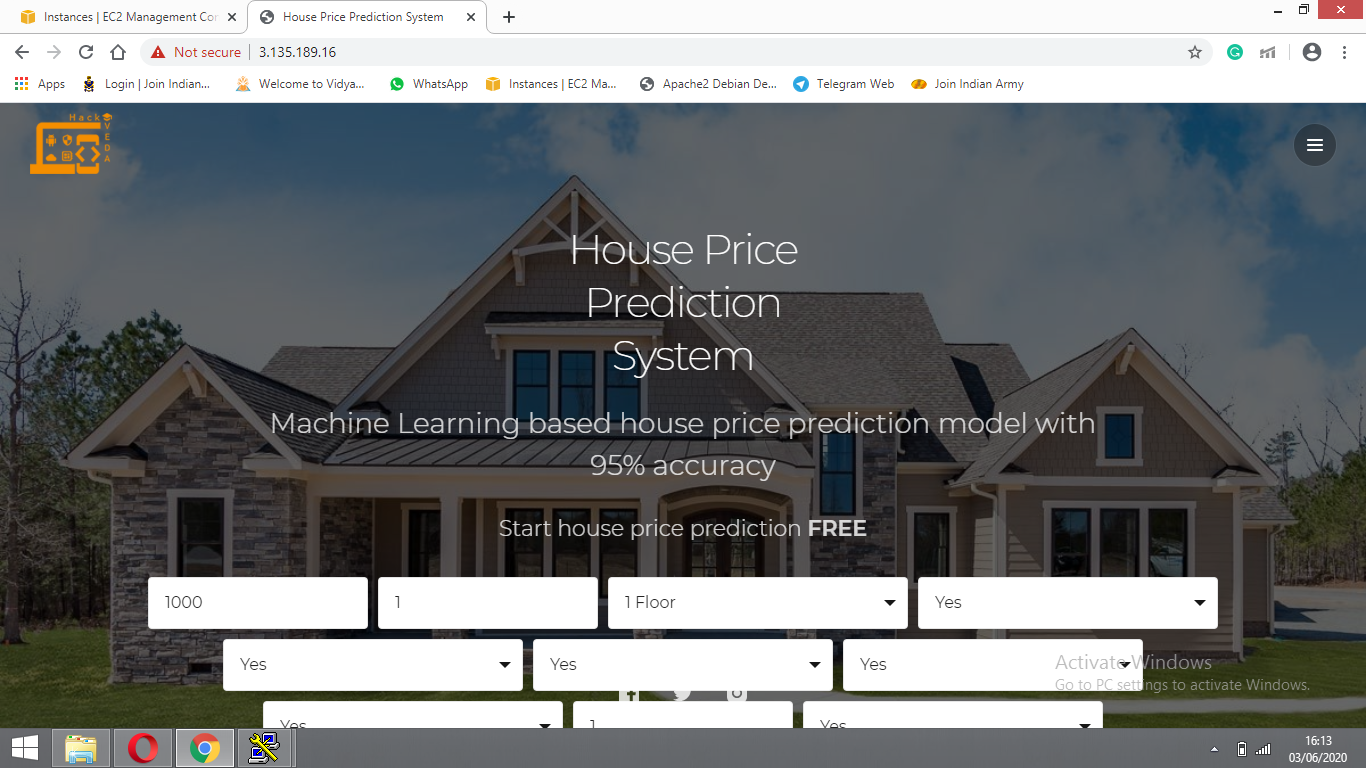 Instances | EC2 Management Con
House Price Prediction System
Not secure
3.135.189.16
Apps
Login | Join Indian...
Welcome to Vidya...
WhatsApp
Instances | EC2 Ma...
Apache2 Debian De...
Telegram Web
Join Indian Army
Hack
VEDA
House Price
Prediction
System
Machine Learning based house price prediction model with
95% accuracy
Start house price prediction FREE
1000
1
1 Floor
Yes
Yes
Yes
Yes
Activate Windows
Go to PC settings to activate Windows.
Yes
1
Yes
16:13
03/06/2020